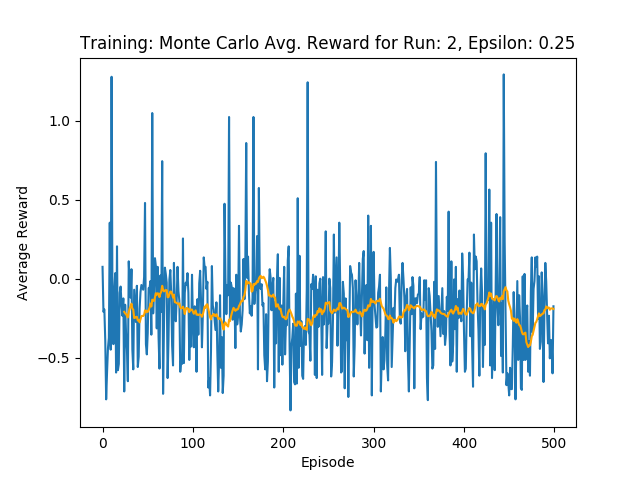 Training: Monte Carlo Avg. Reward for Run: 2, Epsilon: 0.25
1.0
0.5
0.0
−0.5
Average Reward
0 100 200 300 400 500
Episode